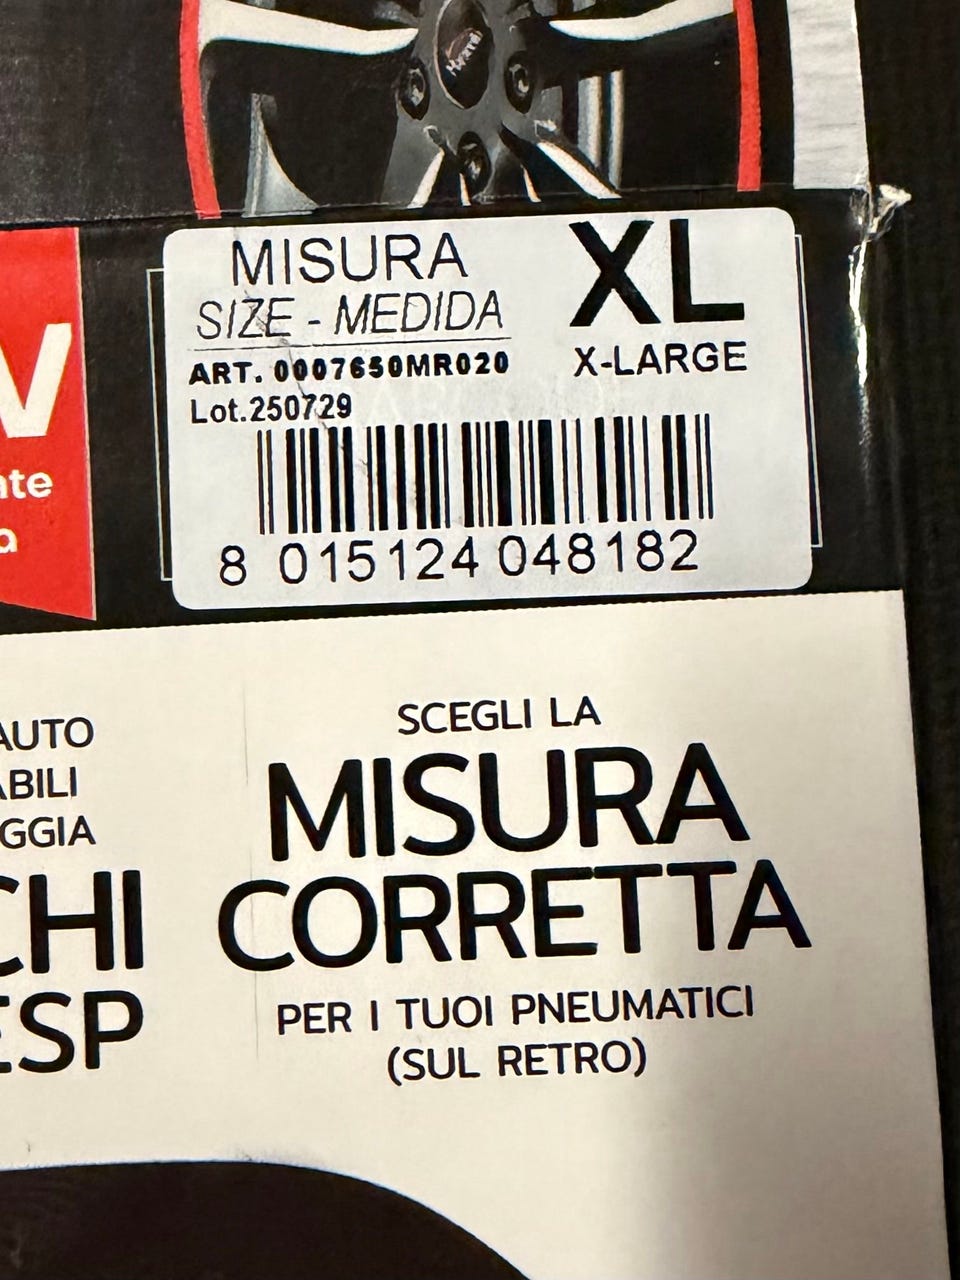 MISURA
SIZE - MEDIDA
XL
X-LARGE
ART. 0007650MR020
Lot.250729
8 015124 048182
SCEGLI LA
MISURA
CORRETTA
PER I TUOI PNEUMATICI
(SUL RETRO)
AUTO
ABILI
GGIA
CHI
ESP